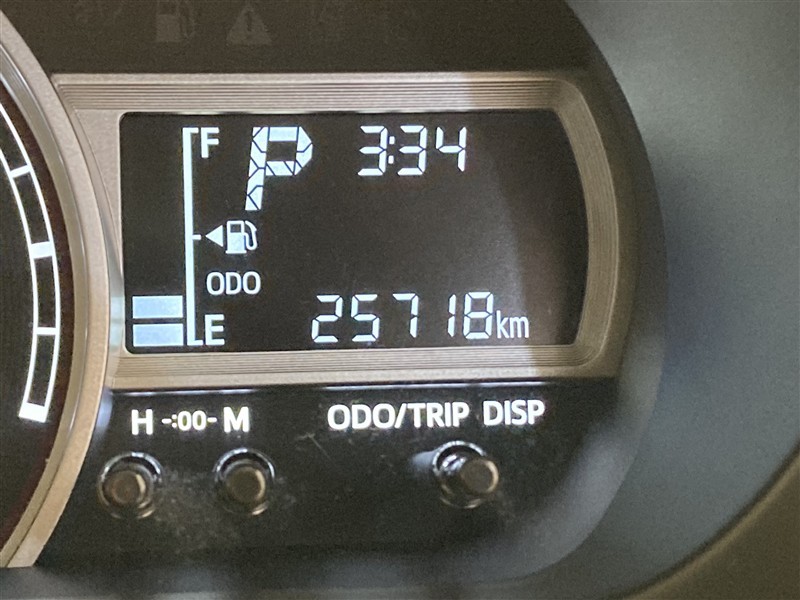 F P 3:34
ODO
E 25718km
H -:00- M ODO/TRIP DISP